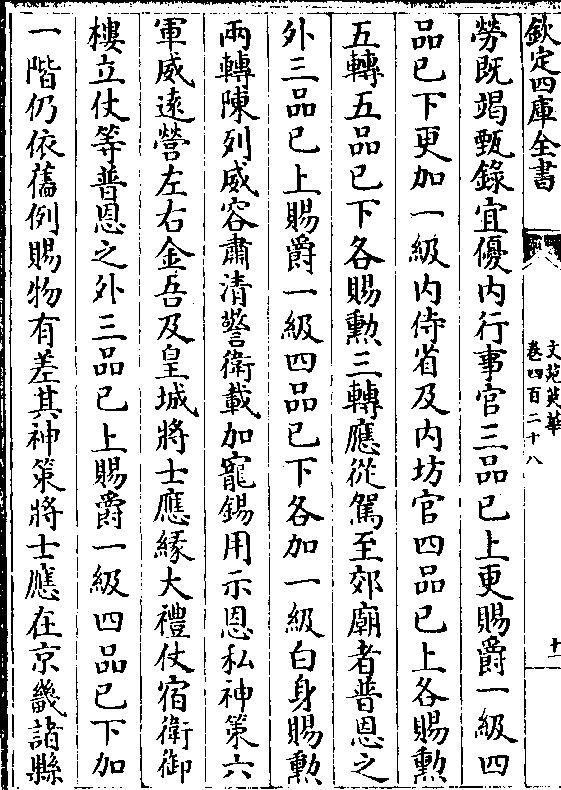 欽定四庫全書
文苑英華
卷四百二十八
十一
勞既竭甄錄宜優内行事官三品已上更賜爵一級四
品已下更加一級内侍省及内坊官四品已上各賜勲
五轉五品已下各賜勲三轉應從駕至郊廟者普恩之
外三品已上賜爵一級四品已下各加一級白身賜勲
兩轉陳列威容肅清警衛載加寵錫用示恩私神策六
軍威遠營左右金吾及皇城將士應緣大禮仗宿衛御
樓立仗等普恩之外三品已上賜爵一級四品已下加
一階仍依舊例賜物有差其神策將士應在京畿諸縣